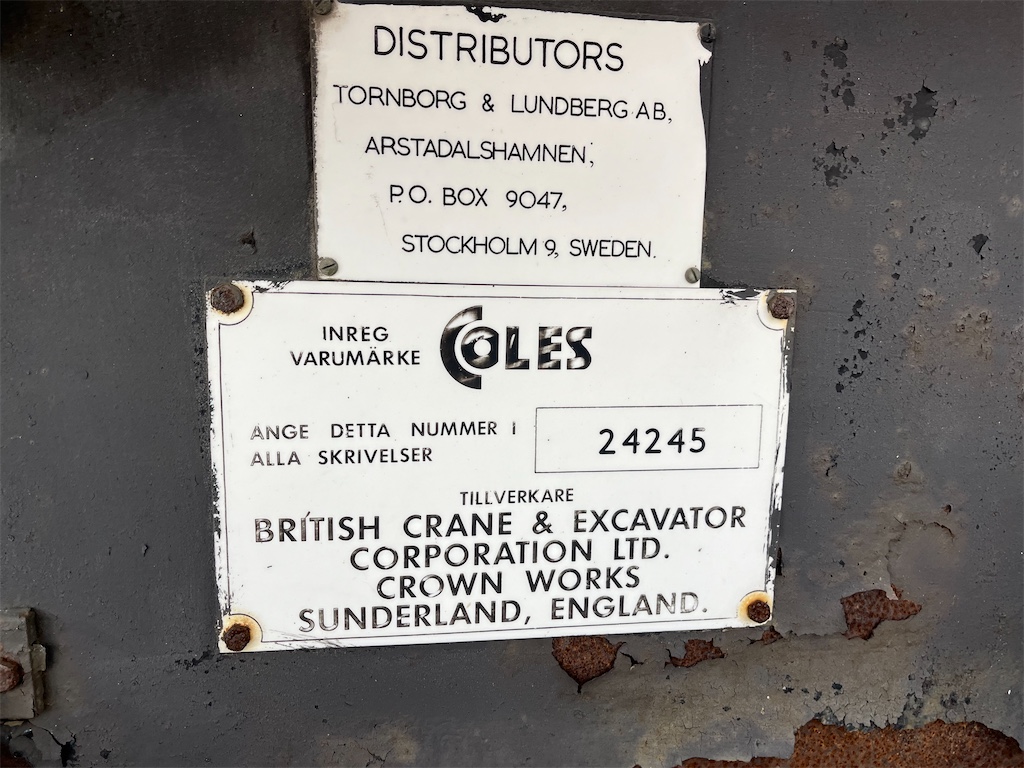 DISTRIBUTORS
TORNBORG & LUNDBERG AB,
ARSTADALSHAMNEN,
P.O. BOX 9047,
STOCKHOLM 9, SWEDEN.
INREG
VARUMÄRKE
COLES
ANGE DETTA NUMMER I
ALLA SKRIVELSER
24245
TILLVERKARE
BRITISH CRANE & EXCAVATOR
CORPORATION LTD.
CROWN WORKS
SUNDERLAND, ENGLAND.